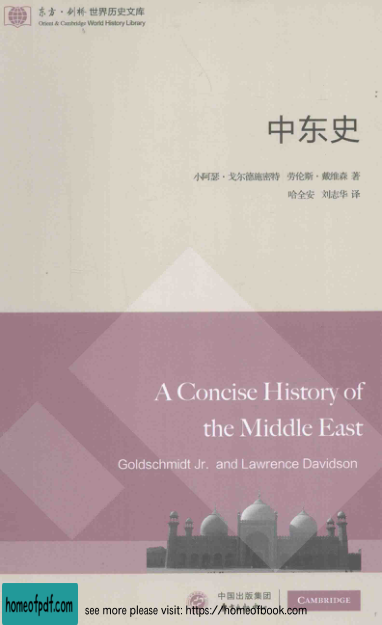 东方·剑桥世界历史文库
Orient & Cambridge World History Library
中东史
小阿瑟·戈尔德施密特 劳伦斯·戴维森 著
哈全安 刘志华 译
A Concise History of
the Middle East
Goldschmidt Jr. and Lawrence Davidson
中国出版集团
CAMBRIDGE
homeofpdf.com
see more please visit: https://homeofbook.com